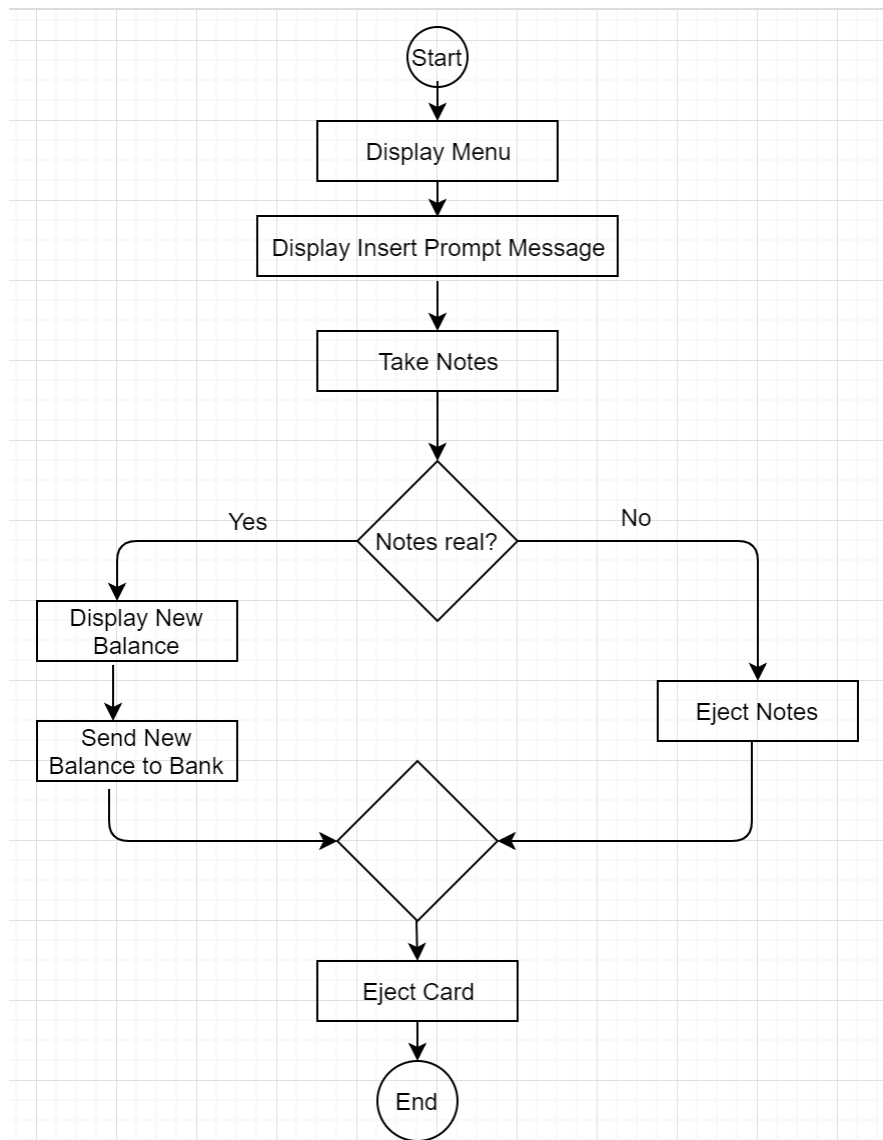 Start
Display Menu
Display Insert Prompt Message
Take Notes
Notes real?
Yes
No
Display New
Balance
Send New
Balance to Bank
Eject Notes
Eject Card
End